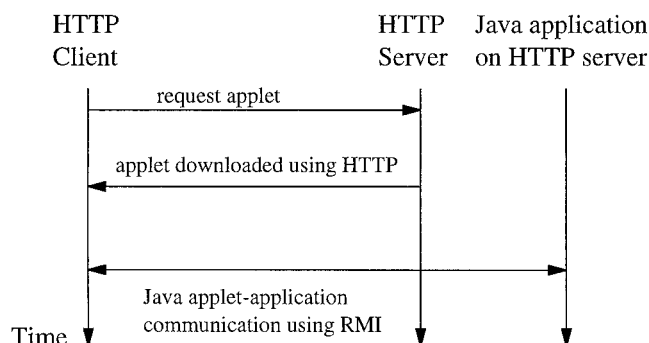 HTTP
Client
HTTP
Server
Java application
on HTTP server
request applet
applet downloaded using HTTP
Java applet-application
communication using RMI
Time